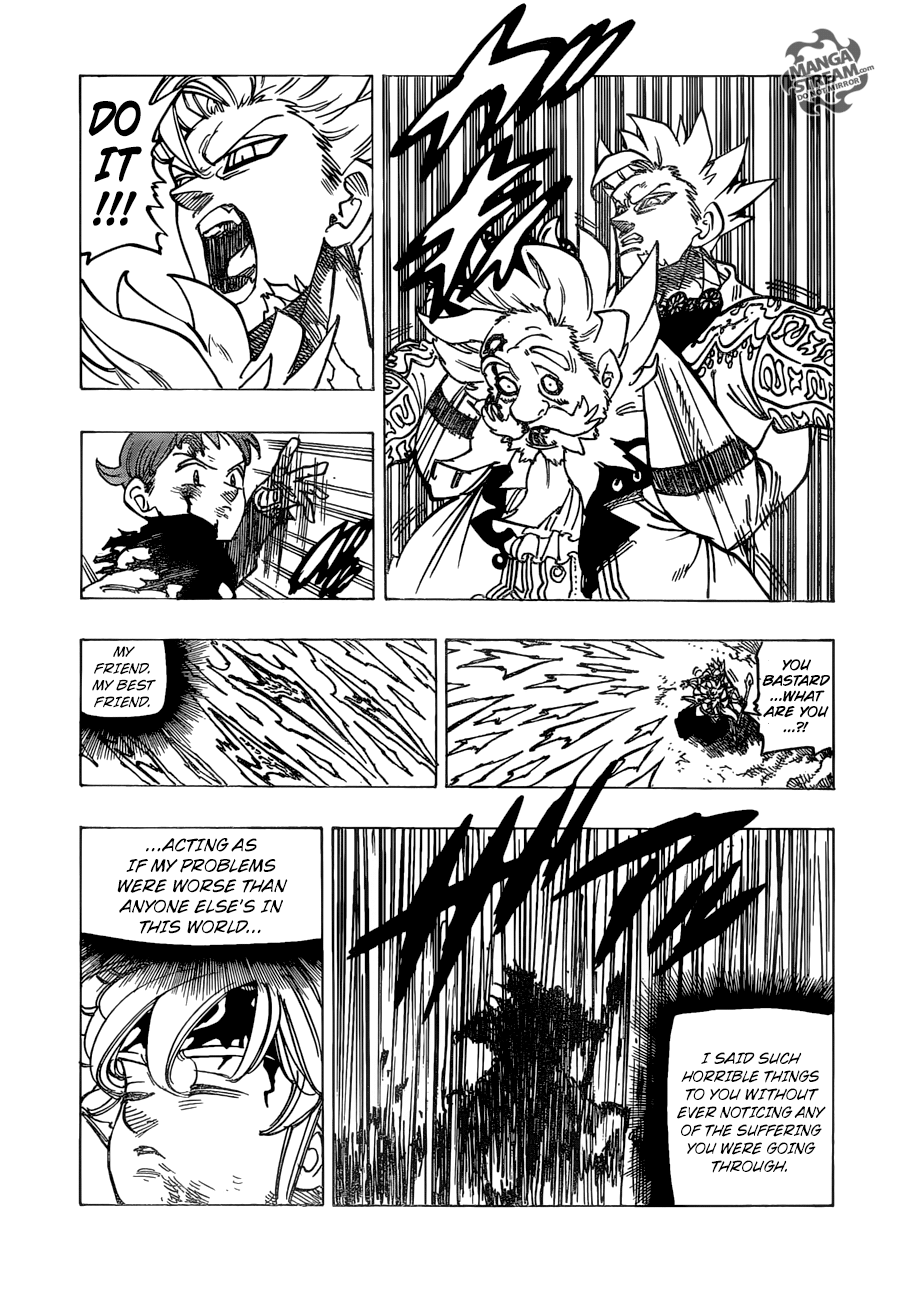 MANGA
STREAM.com
DO NOT MIRROR
DO
IT!!!
YOU
BASTARD
...WHAT
ARE YOU
...?!
MY
FRIEND.
MY BEST
FRIEND.
I SAID SUCH
HORRIBLE THINGS
TO YOU WITHOUT
EVER NOTICING ANY
OF THE SUFFERING
YOU WERE GOING
THROUGH.
...ACTING AS
IF MY PROBLEMS
WERE WORSE THAN
ANYONE ELSE'S IN
THIS WORLD...